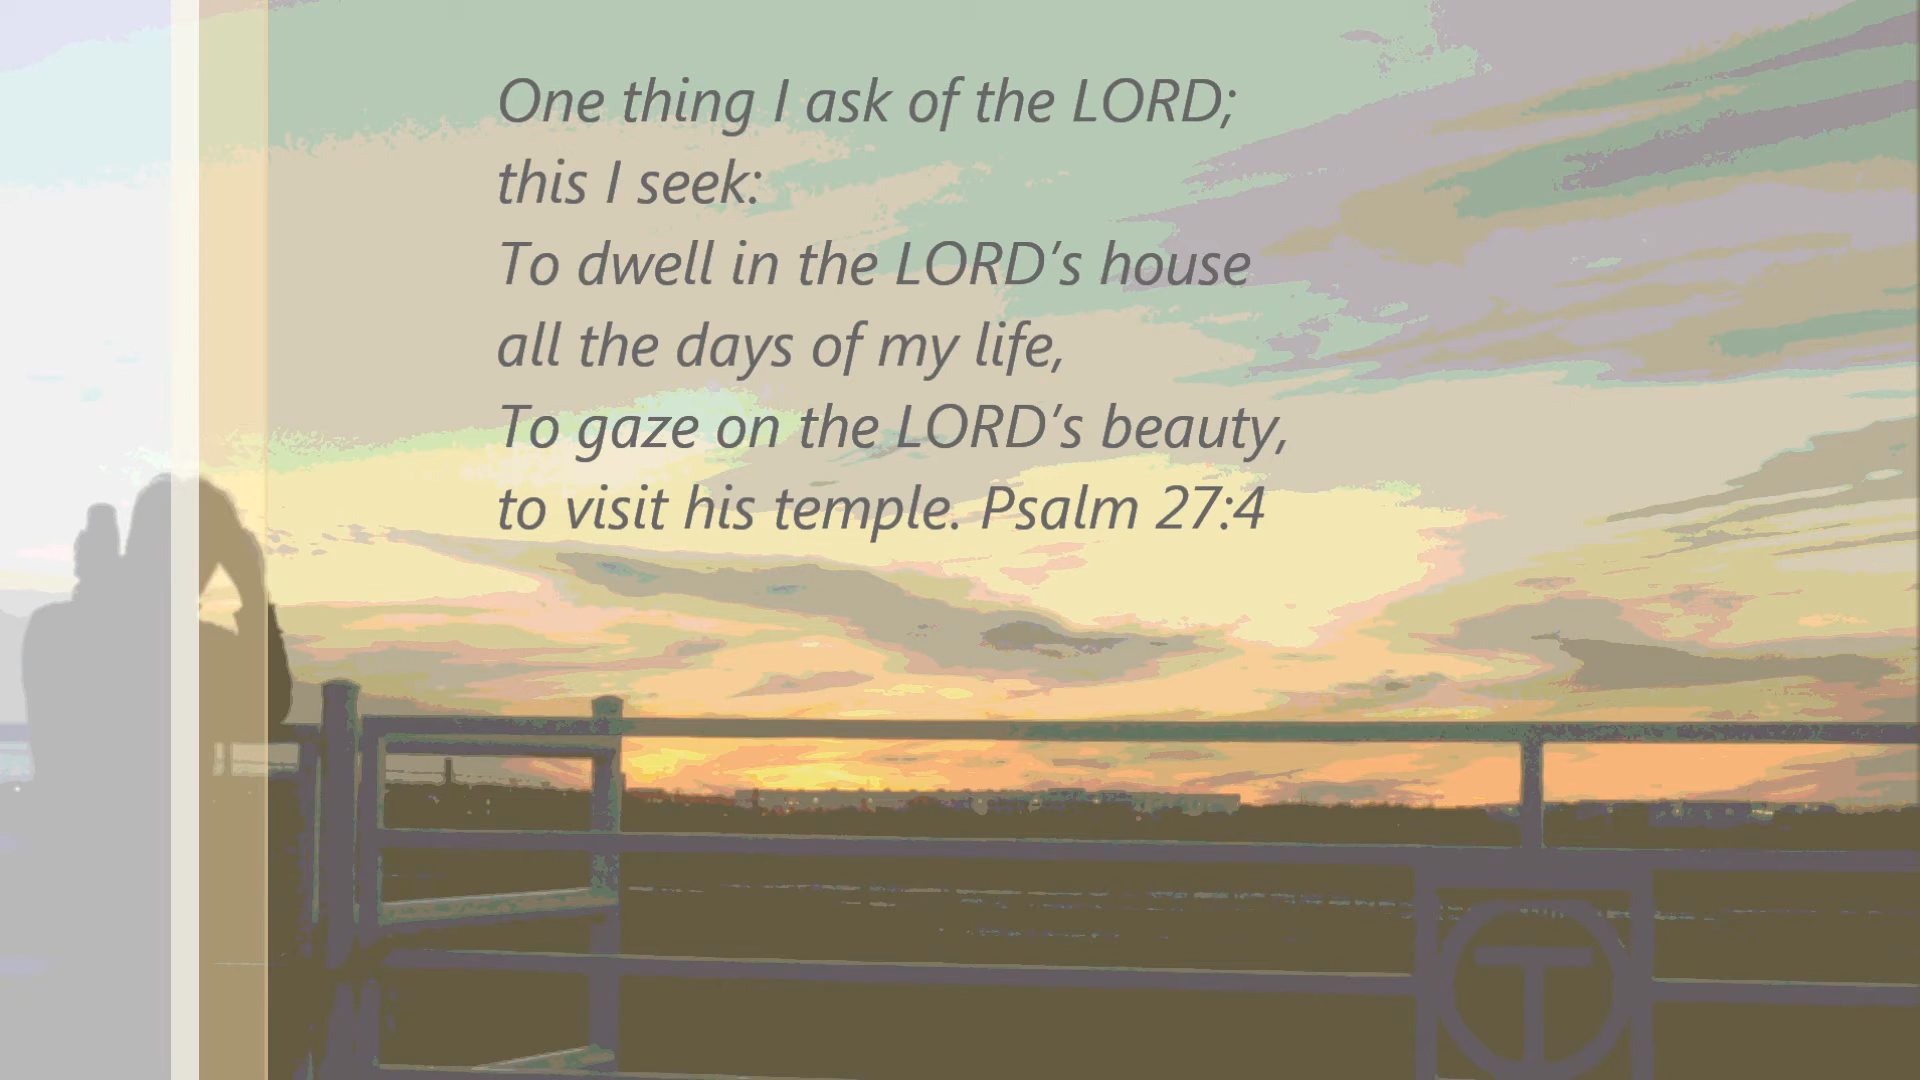 One thing I ask of the LORD;
this I seek:
To dwell in the LORD’s house
all the days of my life,
To gaze on the LORD’s beauty,
to visit his temple. Psalm 27:4
T